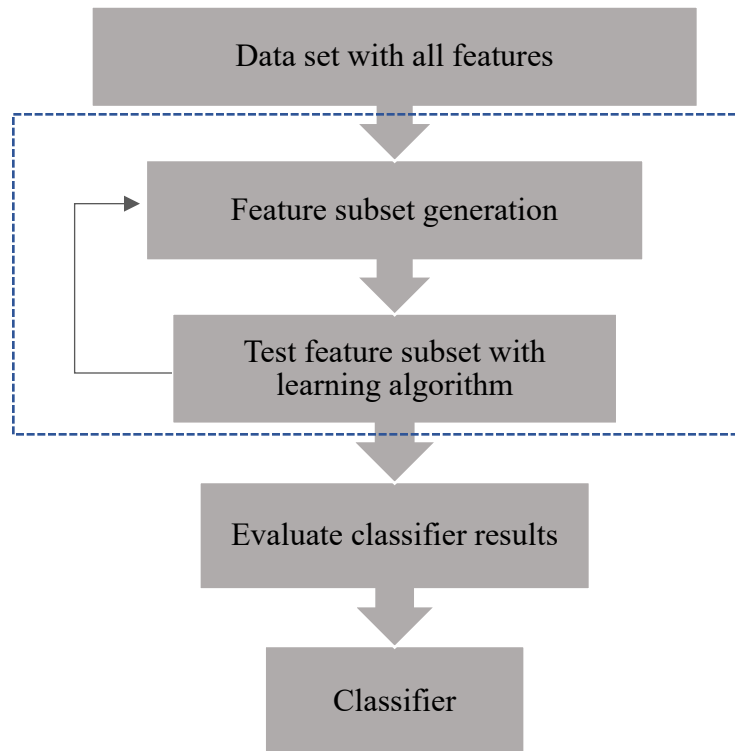 Data set with all features
Feature subset generation
Test feature subset with
learning algorithm
Evaluate classifier results
Classifier